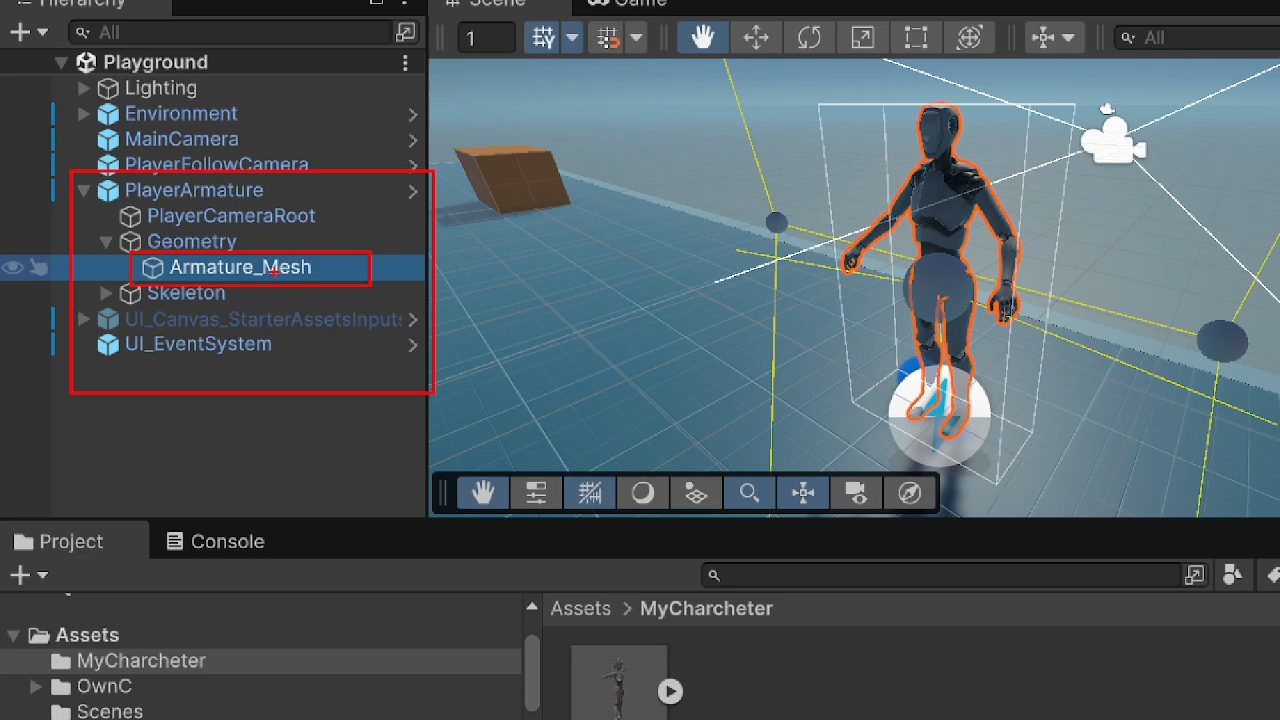 Hierarchy
Scene
Game
All
1
All
Playground
Lighting
Environment
MainCamera
PlayerFollowCamera
PlayerArmature
PlayerCameraRoot
Geometry
Armature_Mesh
Skeleton
UI_Canvas_StarterAssetsInputs
UI_EventSystem
Project
Console
Assets > MyCharcheter
Assets
MyCharcheter
OwnC
Scenes